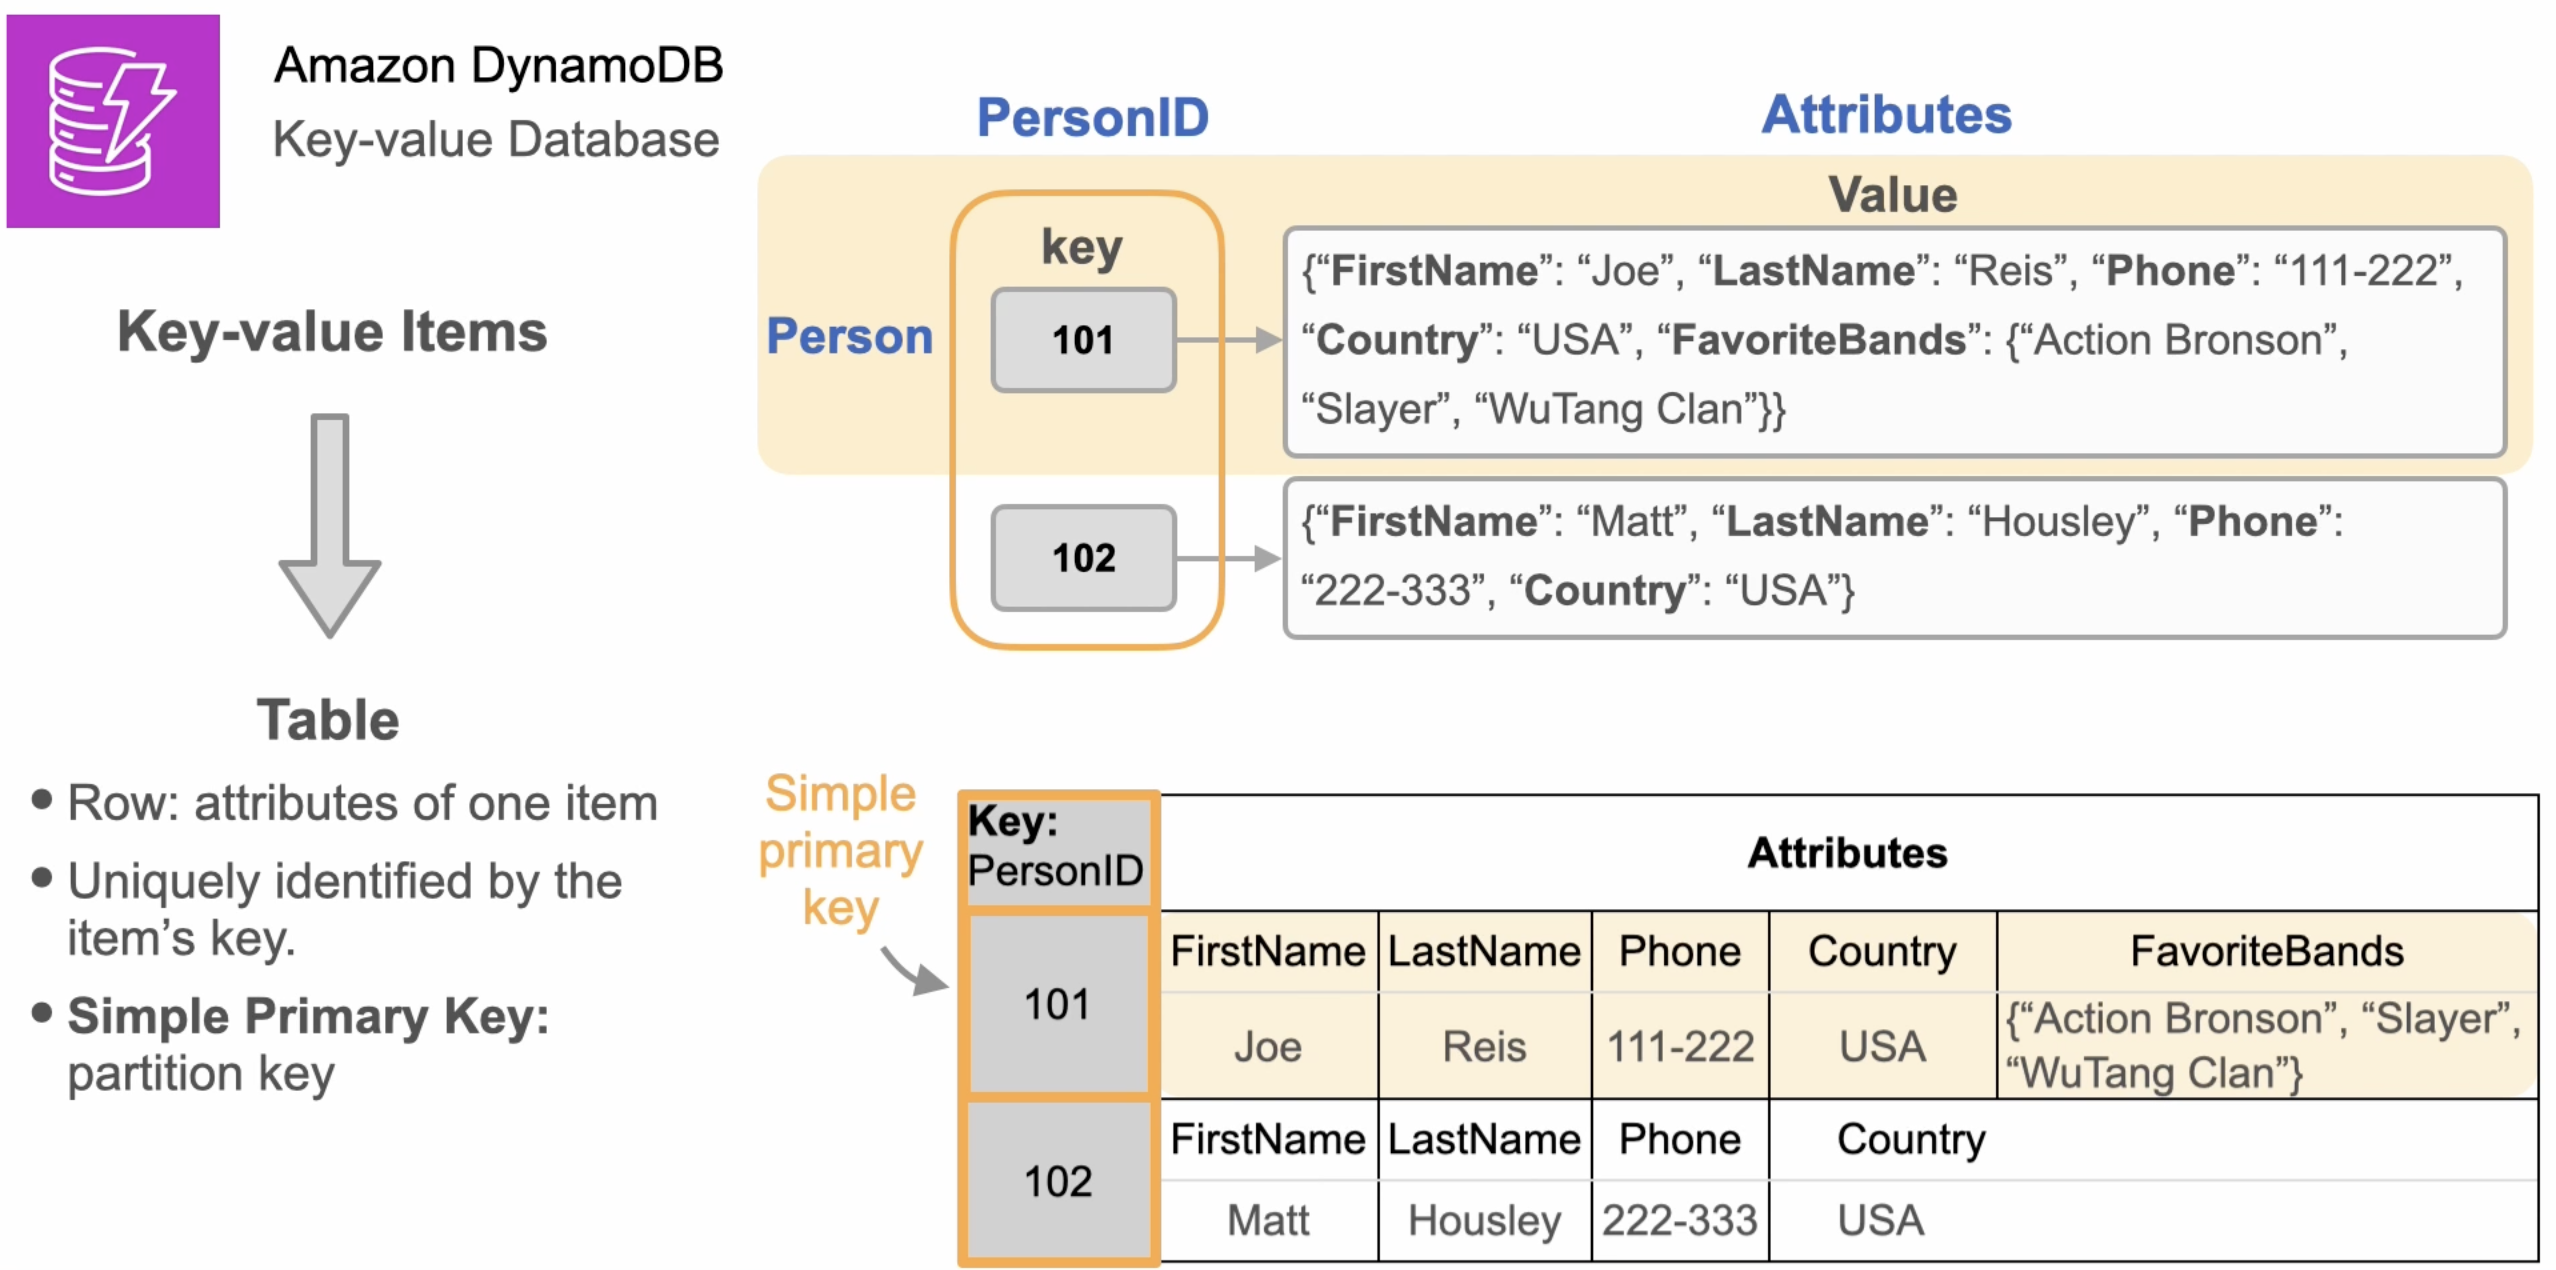 Amazon DynamoDB
Key-value Database
Key-value Items
Table
• Row: attributes of one item
• Uniquely identified by the
item’s key.
• Simple Primary Key:
partition key
PersonID
Attributes
Value
key
Person
101
{“FirstName”: “Joe”, “LastName”: “Reis”, “Phone”: “111-222”,
“Country”: “USA”, “FavoriteBands”: {“Action Bronson”,
“Slayer”, “WuTang Clan”}}
102
{“FirstName”: “Matt”, “LastName”: “Housley”, “Phone”:
“222-333”, “Country”: “USA”}
Simple
primary
key
Key:
PersonID
Attributes
101
FirstName LastName Phone Country FavoriteBands
Joe Reis 111-222 USA {“Action Bronson”, “Slayer”,
“WuTang Clan”}
102
FirstName LastName Phone Country
Matt Housley 222-333 USA